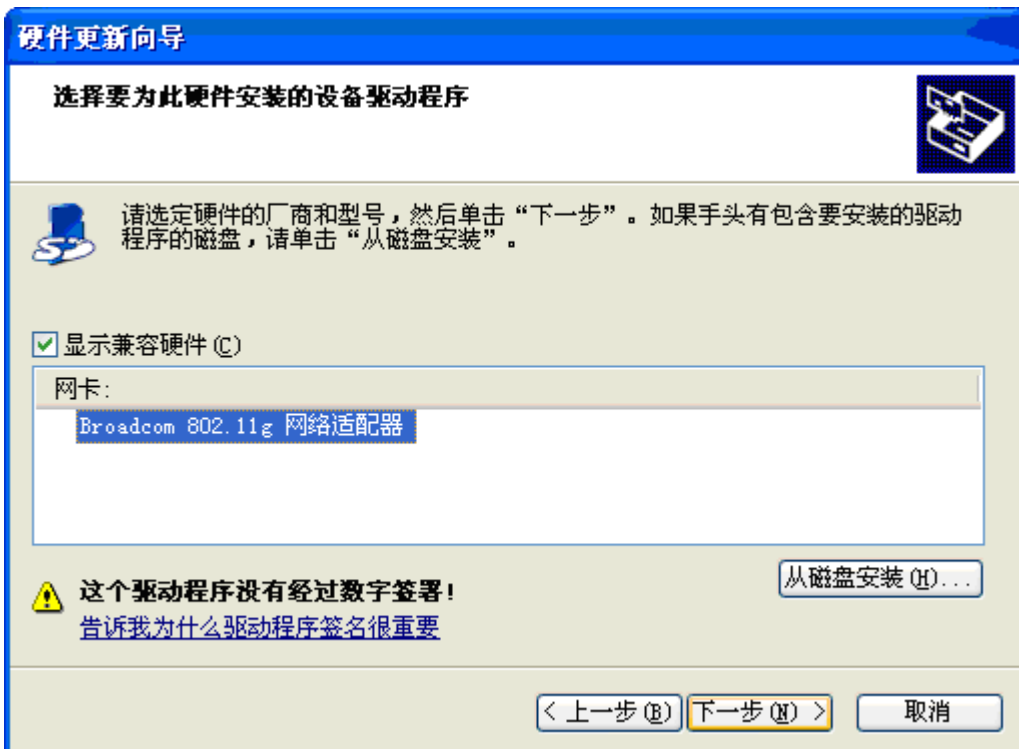 硬件更新向导
选择要为此硬件安装的设备驱动程序
请选定硬件的厂商和型号，然后单击“下一步”。如果手头有包含要安装的驱动
程序的磁盘，请单击“从磁盘安装”。
显示兼容硬件(C)
网卡:
Broadcom 802.11g 网络适配器
这个驱动程序没有经过数字签署!
从磁盘安装(H)...
告诉我为什么驱动程序签名很重要
< 上一步(B) 下一步(N) > 取消